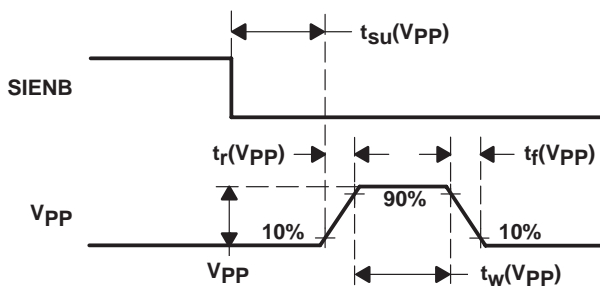 tsu(VPP)
SIENB
tr(VPP)
tf(VPP)
VPP
10%
90%
10%
VPP
tw(VPP)